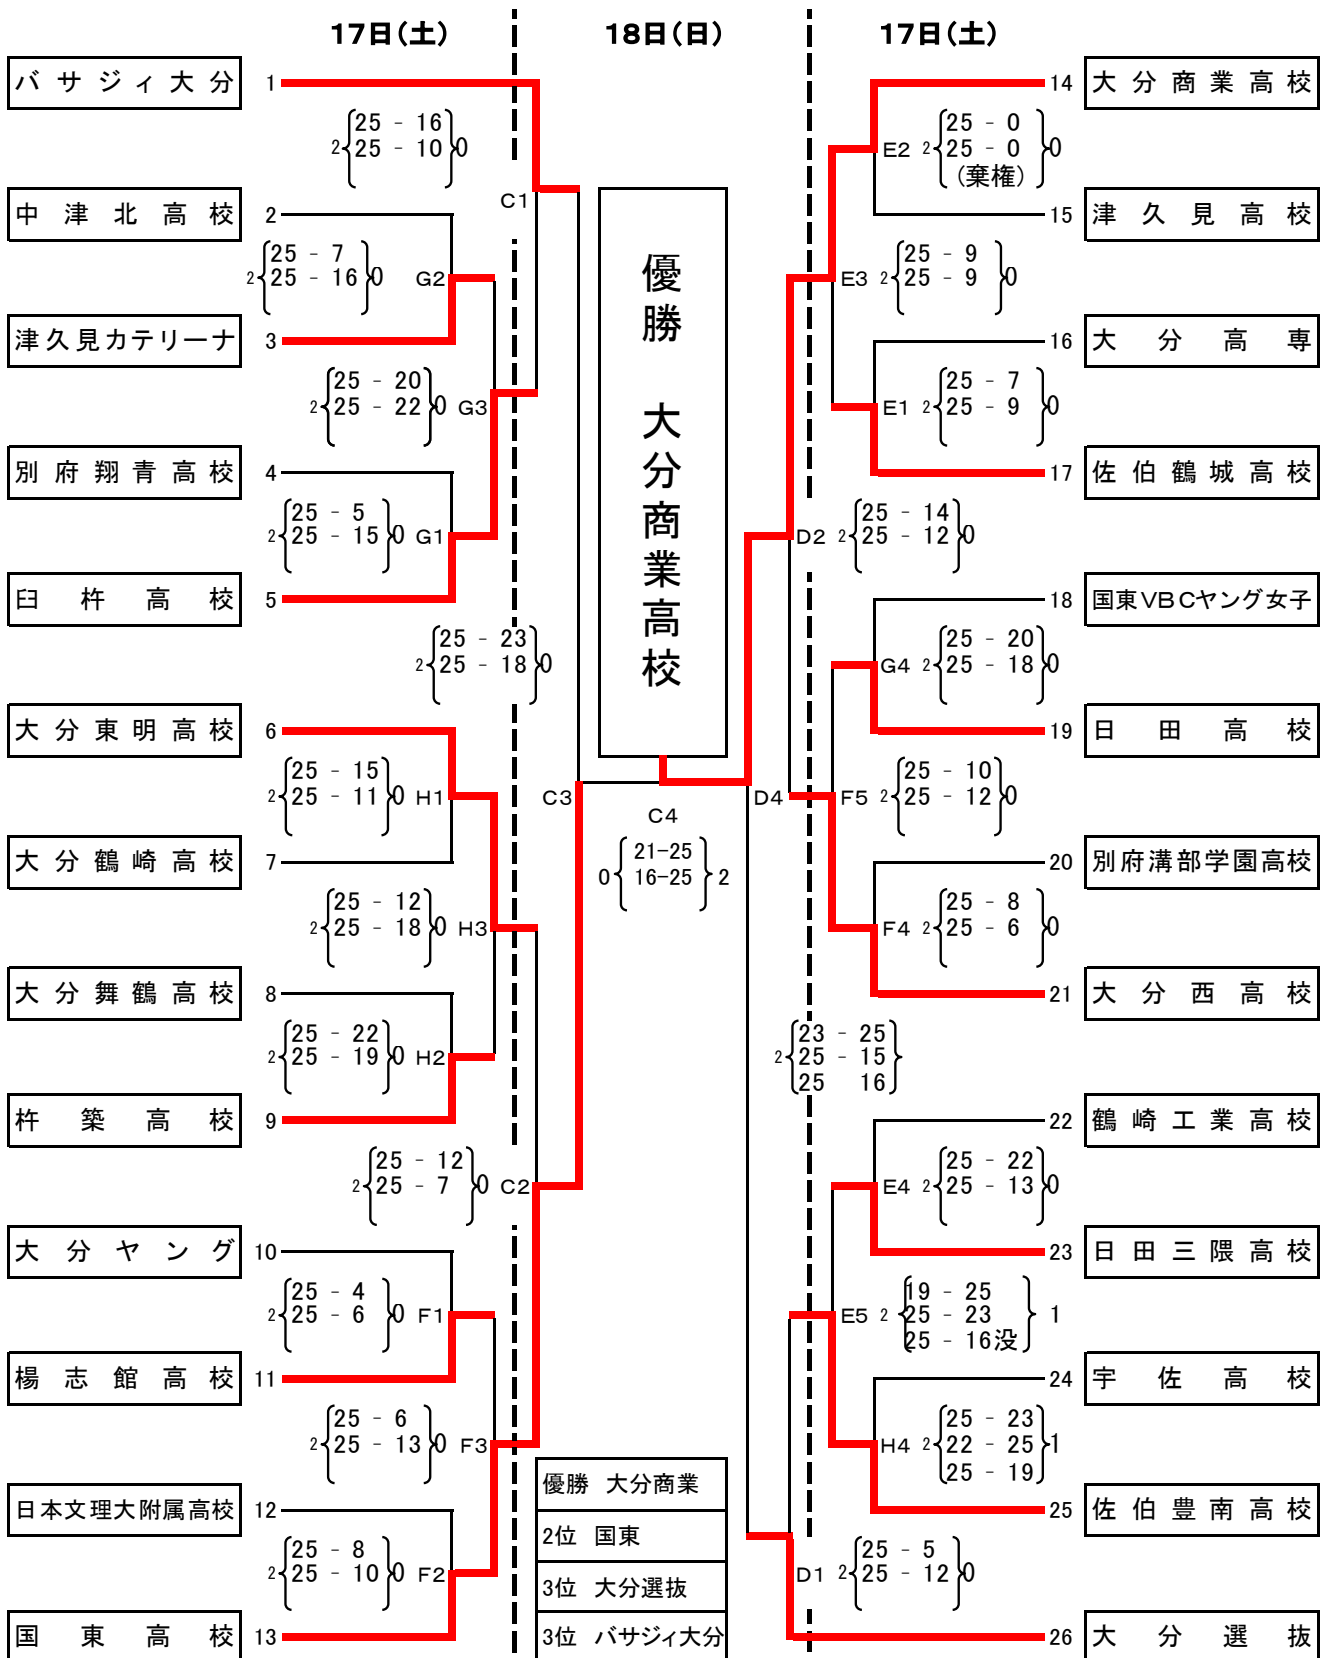 17日(土)
18日(日)
17日(土)
バサジィ大分 1
25 - 16
2 25 - 10 0
C1
中津北高校 2
25 - 7
2 25 - 16 0 G2
津久見カテリーナ 3
25 - 20
2 25 - 22 0 G3
別府翔青高校 4
25 - 5
2 25 - 15 0 G1
臼杵高校 5
25 - 23
2 25 - 18 0
大分東明高校 6
25 - 15
2 25 - 11 0 H1
C3
大分鶴崎高校 7
25 - 12
2 25 - 18 0 H3
大分舞鶴高校 8
25 - 22
2 25 - 19 0 H2
杵築高校 9
25 - 12
2 25 - 7 0 C2
大分ヤング 10
25 - 4
2 25 - 6 0 F1
楊志館高校 11
25 - 6
2 25 - 13 0 F3
日本文理大附属高校 12
25 - 8
2 25 - 10 0 F2
国東高校 13
優勝 大分商業高校
C4
21-25
0 16-25 2
優勝 大分商業
2位 国東
3位 大分選抜
3位 バサジィ大分
14 大分商業高校
25 - 0
E2 2 25 - 0 0
(棄権)
15 津久見高校
25 - 9
E3 2 25 - 9 0
16 大分高専
25 - 7
E1 2 25 - 9 0
17 佐伯鶴城高校
25 - 14
D2 2 25 - 12 0
18 国東VBCヤング女子
25 - 20
G4 2 25 - 18 0
19 日田高校
D4
25 - 10
F5 2 25 - 12 0
20 別府溝部学園高校
25 - 8
F4 2 25 - 6 0
21 大分西高校
23 - 25
2 25 - 15
25 16
22 鶴崎工業高校
25 - 22
E4 2 25 - 13 0
23 日田三隈高校
19 - 25
E5 2 25 - 23 1
25 - 16没
24 宇佐高校
25 - 23
H4 2 22 - 25 1
25 - 19
25 佐伯豊南高校
25 - 5
D1 2 25 - 12 0
26 大分選抜